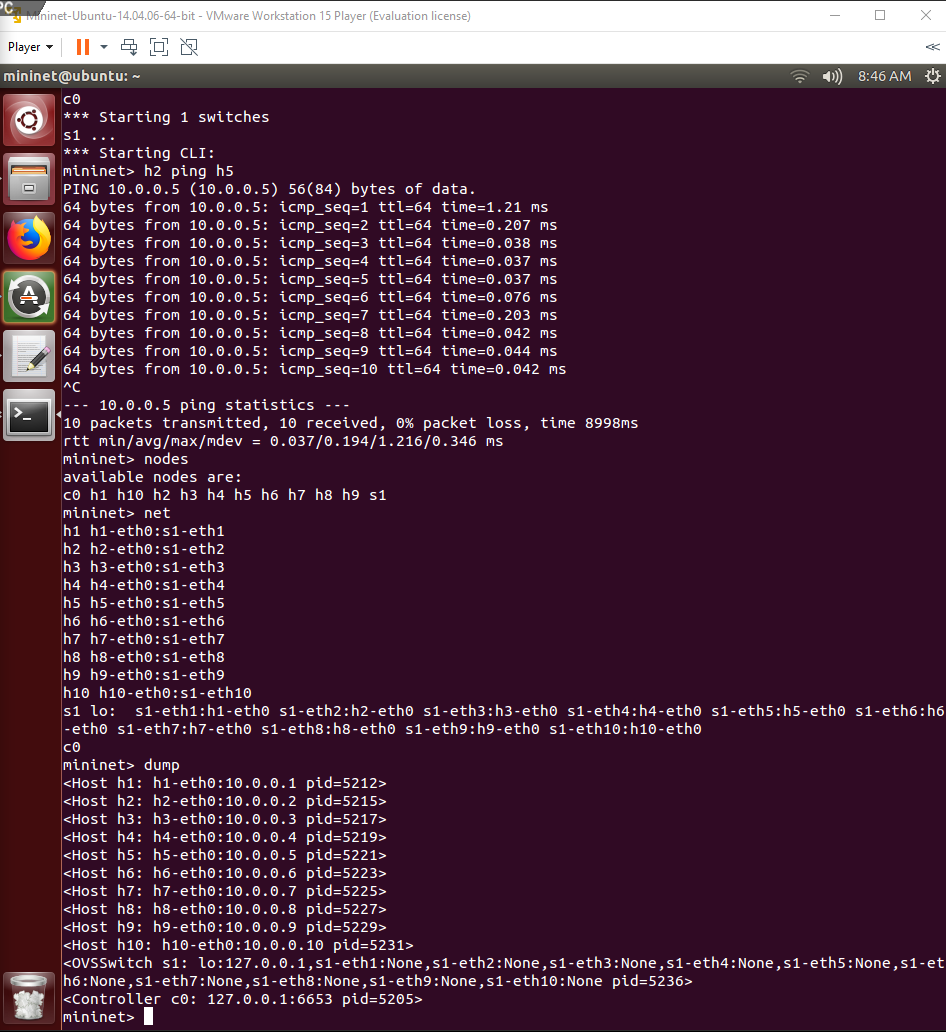 PC
Mininet-Ubuntu-14.04.06-64-bit - VMware Workstation 15 Player (Evaluation license)
Player
mininet@ubuntu: ~
8:46 AM
c0
*** Starting 1 switches
s1 ...
*** Starting CLI:
mininet> h2 ping h5
PING 10.0.0.5 (10.0.0.5) 56(84) bytes of data.
64 bytes from 10.0.0.5: icmp_seq=1 ttl=64 time=1.21 ms
64 bytes from 10.0.0.5: icmp_seq=2 ttl=64 time=0.207 ms
64 bytes from 10.0.0.5: icmp_seq=3 ttl=64 time=0.038 ms
64 bytes from 10.0.0.5: icmp_seq=4 ttl=64 time=0.037 ms
64 bytes from 10.0.0.5: icmp_seq=5 ttl=64 time=0.037 ms
64 bytes from 10.0.0.5: icmp_seq=6 ttl=64 time=0.076 ms
64 bytes from 10.0.0.5: icmp_seq=7 ttl=64 time=0.203 ms
64 bytes from 10.0.0.5: icmp_seq=8 ttl=64 time=0.042 ms
64 bytes from 10.0.0.5: icmp_seq=9 ttl=64 time=0.044 ms
64 bytes from 10.0.0.5: icmp_seq=10 ttl=64 time=0.042 ms
^C
--- 10.0.0.5 ping statistics ---
10 packets transmitted, 10 received, 0% packet loss, time 8998ms
rtt min/avg/max/mdev = 0.037/0.194/1.216/0.346 ms
mininet> nodes
available nodes are:
c0 h1 h10 h2 h3 h4 h5 h6 h7 h8 h9 s1
mininet> net
h1 h1-eth0:s1-eth1
h2 h2-eth0:s1-eth2
h3 h3-eth0:s1-eth3
h4 h4-eth0:s1-eth4
h5 h5-eth0:s1-eth5
h6 h6-eth0:s1-eth6
h7 h7-eth0:s1-eth7
h8 h8-eth0:s1-eth8
h9 h9-eth0:s1-eth9
h10 h10-eth0:s1-eth10
s1 lo:  s1-eth1:h1-eth0 s1-eth2:h2-eth0 s1-eth3:h3-eth0 s1-eth4:h4-eth0 s1-eth5:h5-eth0 s1-eth6:h6
-eth0 s1-eth7:h7-eth0 s1-eth8:h8-eth0 s1-eth9:h9-eth0 s1-eth10:h10-eth0
c0
mininet> dump
<Host h1: h1-eth0:10.0.0.1 pid=5212>
<Host h2: h2-eth0:10.0.0.2 pid=5215>
<Host h3: h3-eth0:10.0.0.3 pid=5217>
<Host h4: h4-eth0:10.0.0.4 pid=5219>
<Host h5: h5-eth0:10.0.0.5 pid=5221>
<Host h6: h6-eth0:10.0.0.6 pid=5223>
<Host h7: h7-eth0:10.0.0.7 pid=5225>
<Host h8: h8-eth0:10.0.0.8 pid=5227>
<Host h9: h9-eth0:10.0.0.9 pid=5229>
<Host h10: h10-eth0:10.0.0.10 pid=5231>
<OVSSwitch s1: lo:127.0.0.1,s1-eth1:None,s1-eth2:None,s1-eth3:None,s1-eth4:None,s1-eth5:None,s1-et
h6:None,s1-eth7:None,s1-eth8:None,s1-eth9:None,s1-eth10:None pid=5236>
<Controller c0: 127.0.0.1:6653 pid=5205>
mininet>